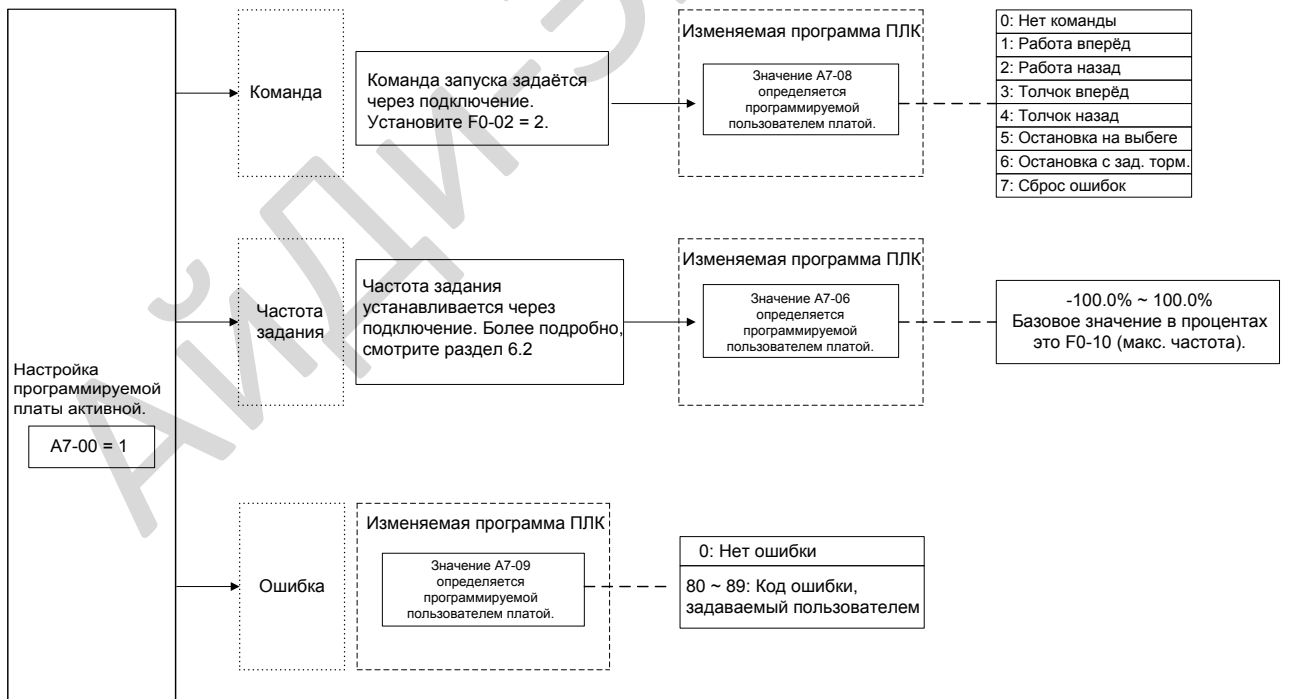 Настройка
программируемой
платы активной.
A7-00 = 1
Команда
Команда запуска задаётся
через подключение.
Установите F0-02 = 2.
Изменяемая программа ПЛК
Значение A7-08
определяется
программируемой
пользователем платой.
0: Нет команды
1: Работа вперёд
2: Работа назад
3: Толчок вперёд
4: Толчок назад
5: Остановка на выбеге
6: Остановка с зад. торм.
7: Сброс ошибок
Частота
задания
Частота задания
устанавливается через
подключение. Более подробно,
смотрите раздел 6.2
Изменяемая программа ПЛК
Значение A7-06
определяется
программируемой
пользователем платой.
-100.0% ~ 100.0%
Базовое значение в процентах
это F0-10 (макс. частота).
Ошибка
Изменяемая программа ПЛК
Значение A7-09
определяется
программируемой
пользователем платой.
0: Нет ошибки
80 ~ 89: Код ошибки,
задаваемый пользователем